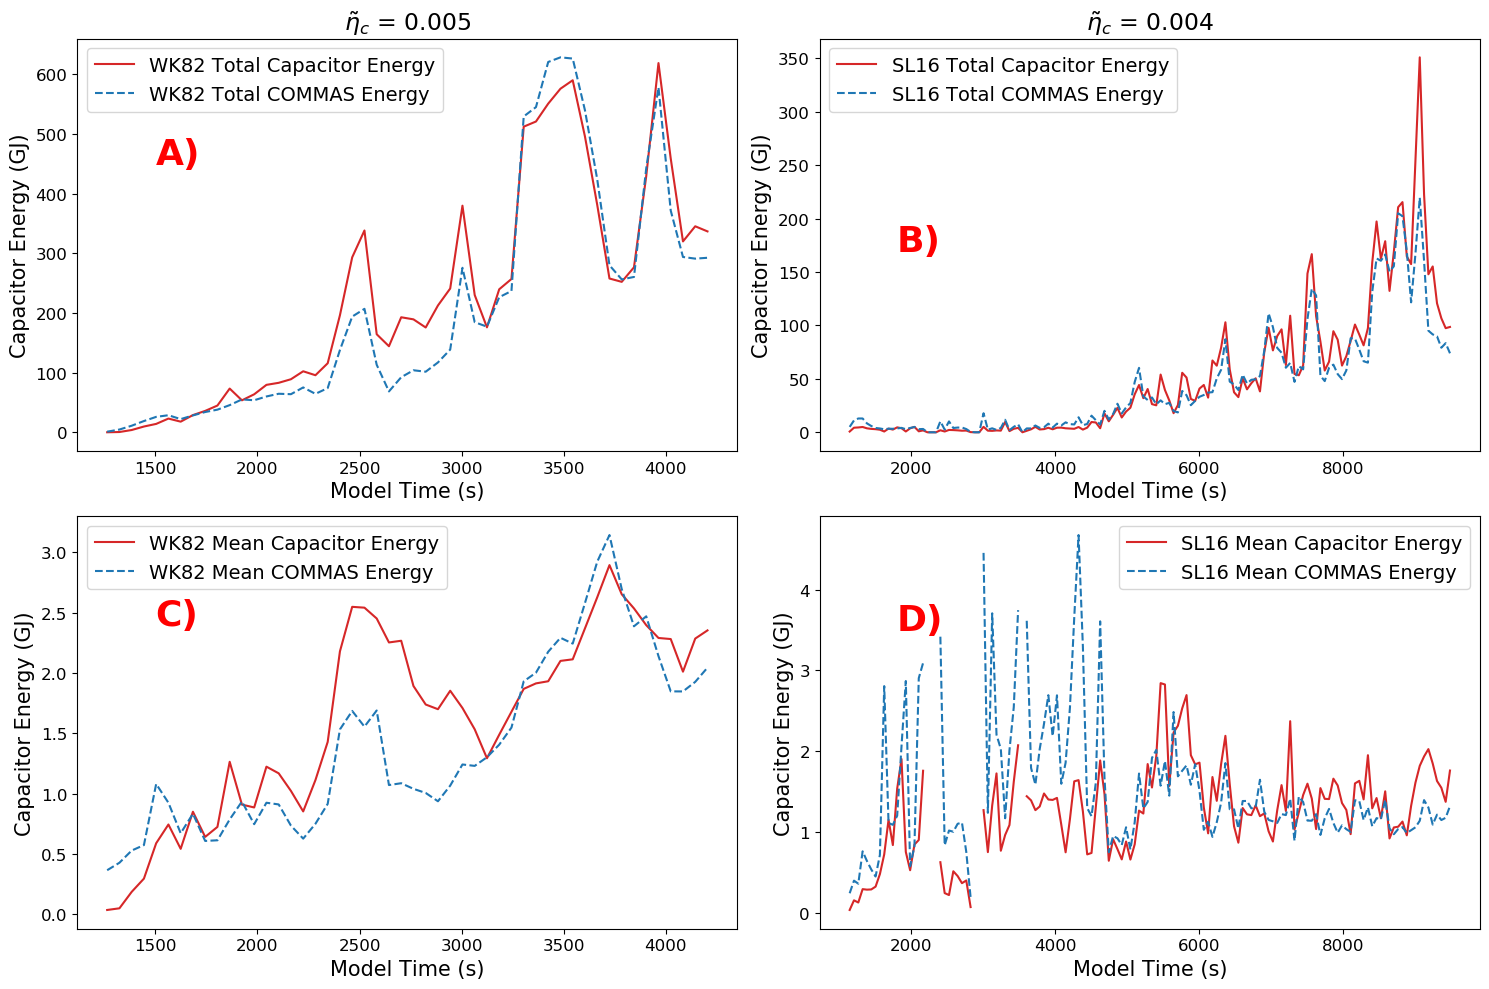 η̃c = 0.005
WK82 Total Capacitor Energy
WK82 Total COMMAS Energy
A)
Capacitor Energy (GJ)
600
500
400
300
200
100
0
1500 2000 2500 3000 3500 4000
Model Time (s)
η̃c = 0.004
SL16 Total Capacitor Energy
SL16 Total COMMAS Energy
B)
Capacitor Energy (GJ)
350
300
250
200
150
100
50
0
2000 4000 6000 8000
Model Time (s)
WK82 Mean Capacitor Energy
WK82 Mean COMMAS Energy
C)
Capacitor Energy (GJ)
3.0
2.5
2.0
1.5
1.0
0.5
0.0
1500 2000 2500 3000 3500 4000
Model Time (s)
SL16 Mean Capacitor Energy
SL16 Mean COMMAS Energy
D)
Capacitor Energy (GJ)
4
3
2
1
0
2000 4000 6000 8000
Model Time (s)